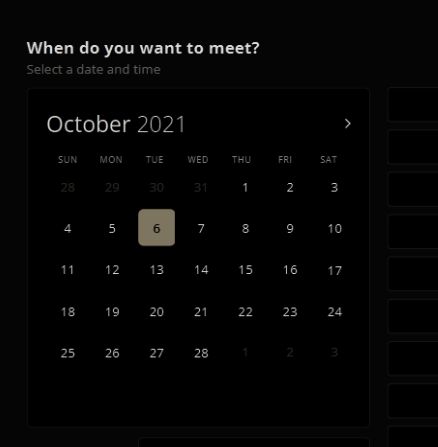 When do you want to meet?
Select a date and time
October 2021
SUN MON TUE WED THU FRI SAT
28 29 30 31 1 2 3
4 5 6 7 8 9 10
11 12 13 14 15 16 17
18 19 20 21 22 23 24
25 26 27 28 1 2 3